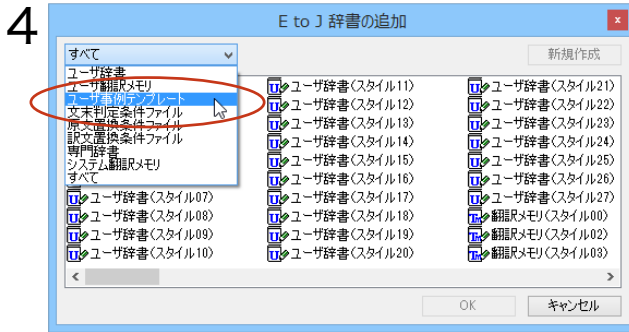 4
E to J 辞書の追加
x
すべて
新規作成
ユーザ辞書
ユーザ翻訳メモリ
ユーザ事例テンプレート
文末判定条件ファイル
原文置換条件ファイル
訳文置換条件ファイル
専門辞書
システム翻訳メモリ
すべて
ユーザ辞書(スタイル07)
ユーザ辞書(スタイル08)
ユーザ辞書(スタイル09)
ユーザ辞書(スタイル10)
ユーザ辞書(スタイル11)
ユーザ辞書(スタイル12)
ユーザ辞書(スタイル13)
ユーザ辞書(スタイル14)
ユーザ辞書(スタイル15)
ユーザ辞書(スタイル16)
ユーザ辞書(スタイル17)
ユーザ辞書(スタイル18)
ユーザ辞書(スタイル19)
ユーザ辞書(スタイル20)
ユーザ辞書(スタイル21)
ユーザ辞書(スタイル22)
ユーザ辞書(スタイル23)
ユーザ辞書(スタイル24)
ユーザ辞書(スタイル25)
ユーザ辞書(スタイル26)
ユーザ辞書(スタイル27)
翻訳メモリ(スタイル00)
翻訳メモリ(スタイル02)
翻訳メモリ(スタイル03)
OK
キャンセル